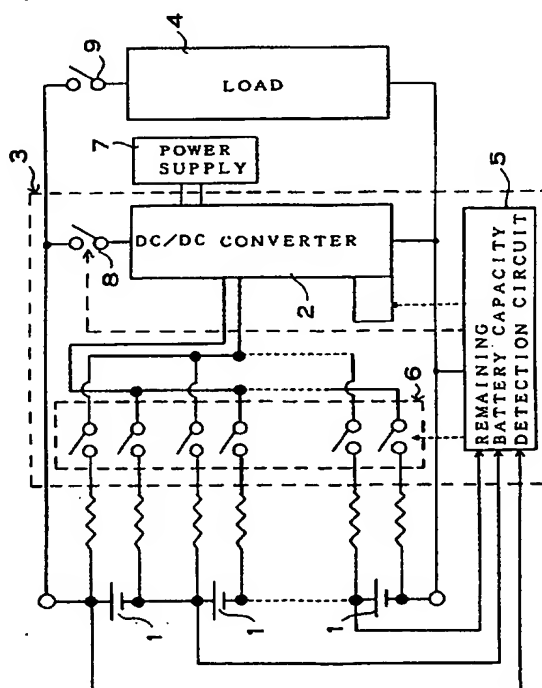 3
9
4
LOAD
7
POWER
SUPPLY
8
DC/DC CONVERTER
2
5
REMAINING
BATTERY CAPACITY
DETECTION CIRCUIT
6
1
1
1